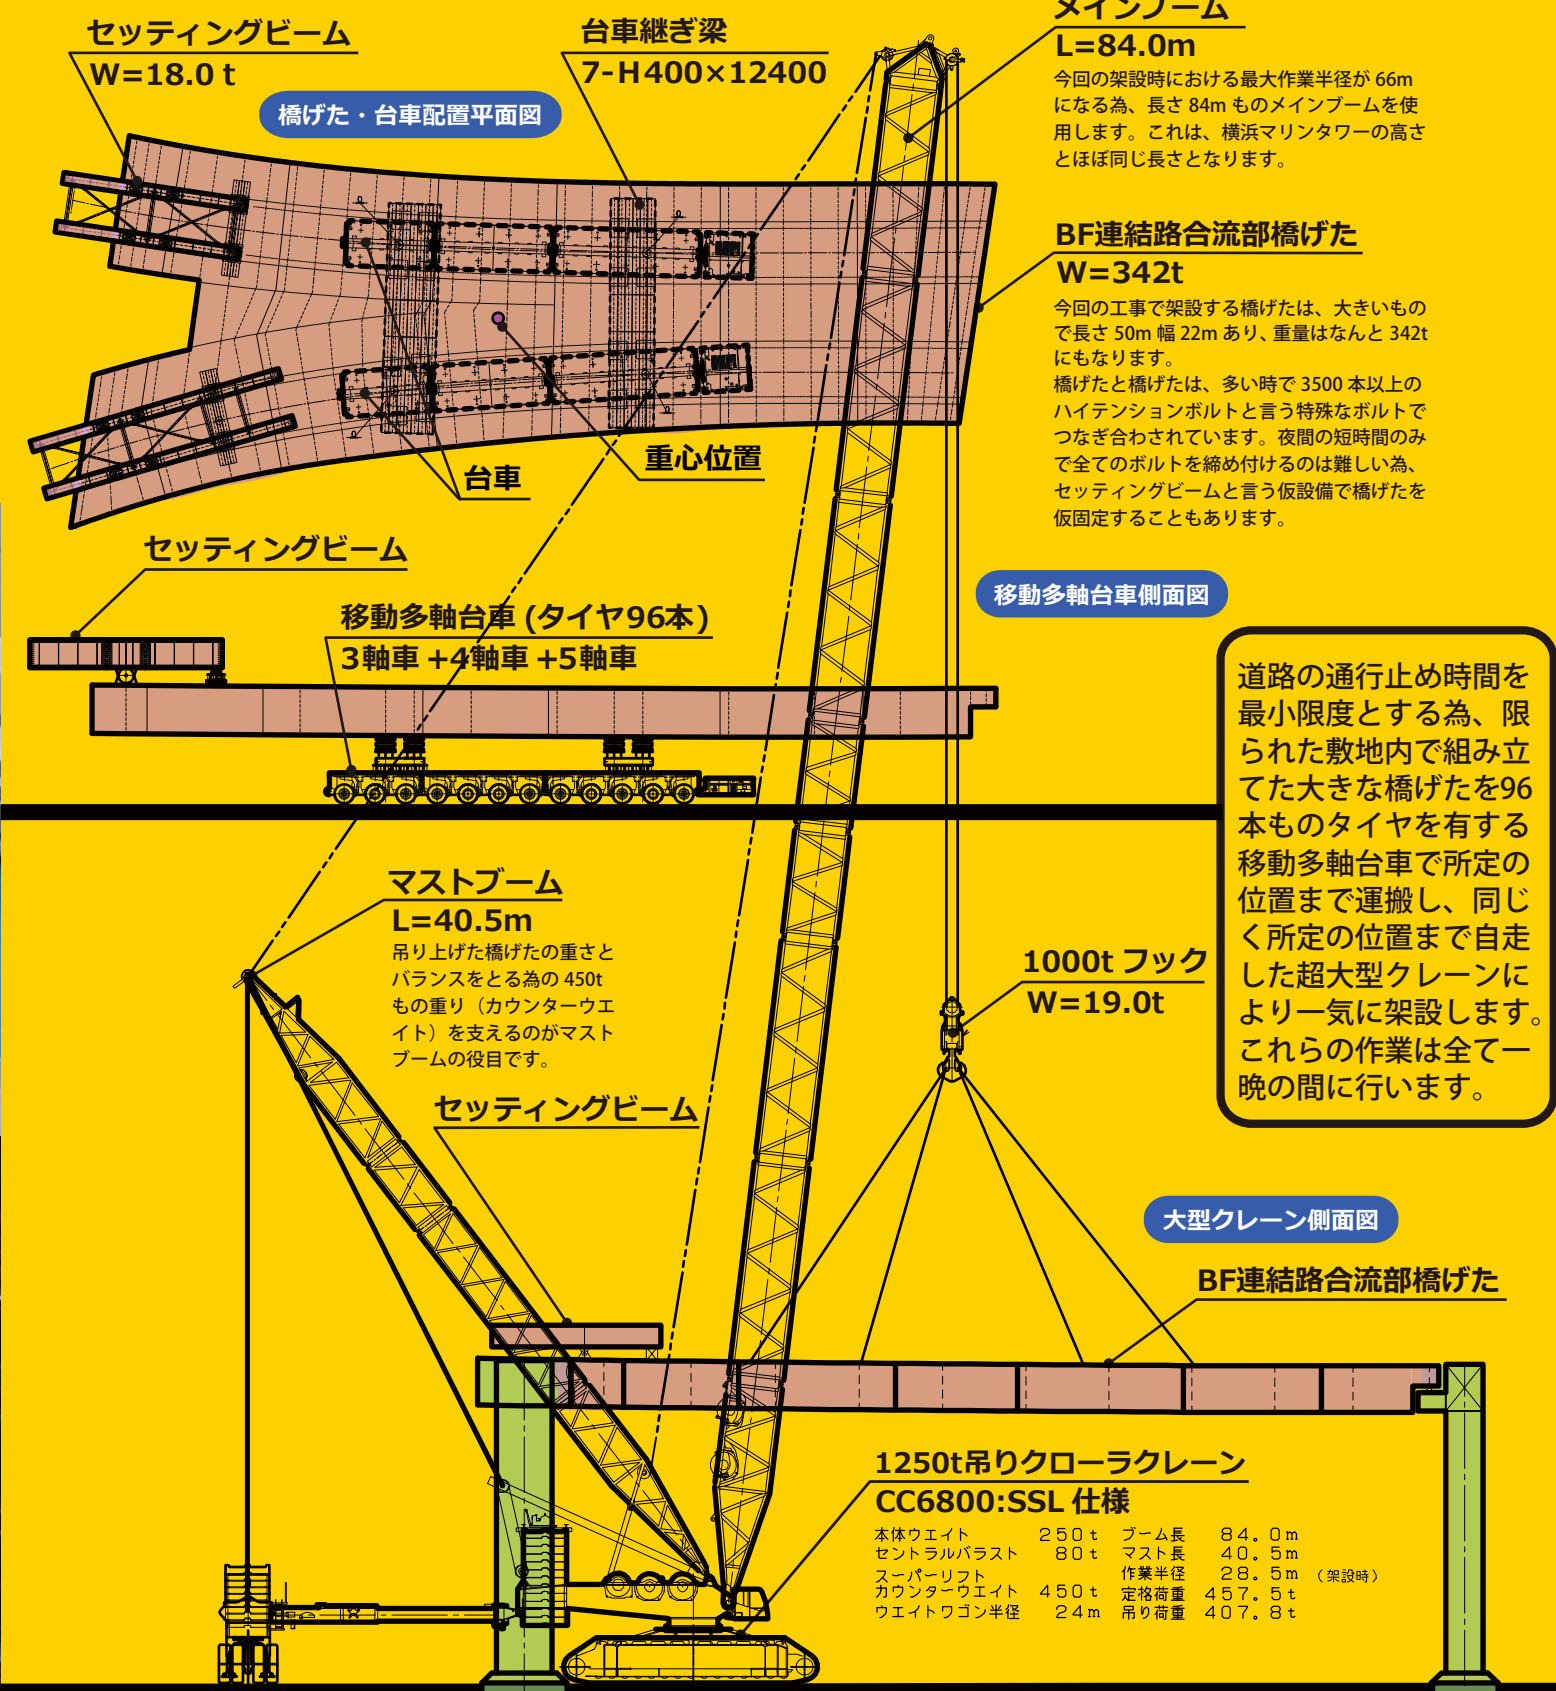 セッティングビーム
W=18.0 t
橋げた・台車配置平面図
台車継ぎ梁
7-H400×12400
メインブーム
L=84.0m
今回の架設時における最大作業半径が 66m
になる為、長さ 84m ものメインブームを使
用します。これは、横浜マリンタワーの高さ
とほぼ同じ長さとなります。
BF連結路合流部橋げた
W=342t
今回の工事で架設する橋げたは、大きいもの
で長さ 50m 幅 22m あり、重量はなんと 342t
にもなります。
橋げたと橋げたは、多い時で 3500 本以上の
ハイテンションボルトと言う特殊なボルトで
つなぎ合わされています。夜間の短時間のみ
で全てのボルトを締め付けるのは難しい為、
セッティングビームと言う仮設備で橋げたを
仮固定することもあります。
台車
重心位置
セッティングビーム
移動多軸台車側面図
移動多軸台車 (タイヤ96本)
3軸車 +4軸車 +5軸車
道路の通行止め時間を
最小限度とする為、限
られた敷地内で組み立
てた大きな橋げたを96
本ものタイヤを有する
移動多軸台車で所定の
位置まで運搬し、同じ
く所定の位置まで自走
した超大型クレーンに
より一気に架設します。
これらの作業は全て一
晩の間に行います。
マストブーム
L=40.5m
吊り上げた橋げたの重さと
バランスをとる為の 450t
もの重り（カウンターウエ
イト）を支えるのがマスト
ブームの役目です。
1000t フック
W=19.0t
セッティングビーム
大型クレーン側面図
BF連結路合流部橋げた
1250t吊りクローラクレーン
CC6800:SSL 仕様
本体ウエイト 250t ブーム長 84.0m
セントラルバラスト 80t マスト長 40.5m
スーパーリフト 作業半径 28.5m （架設時）
カウンターウエイト 450t 定格荷重 457.5t
ウエイトワゴン半径 24m 吊り荷重 407.8t